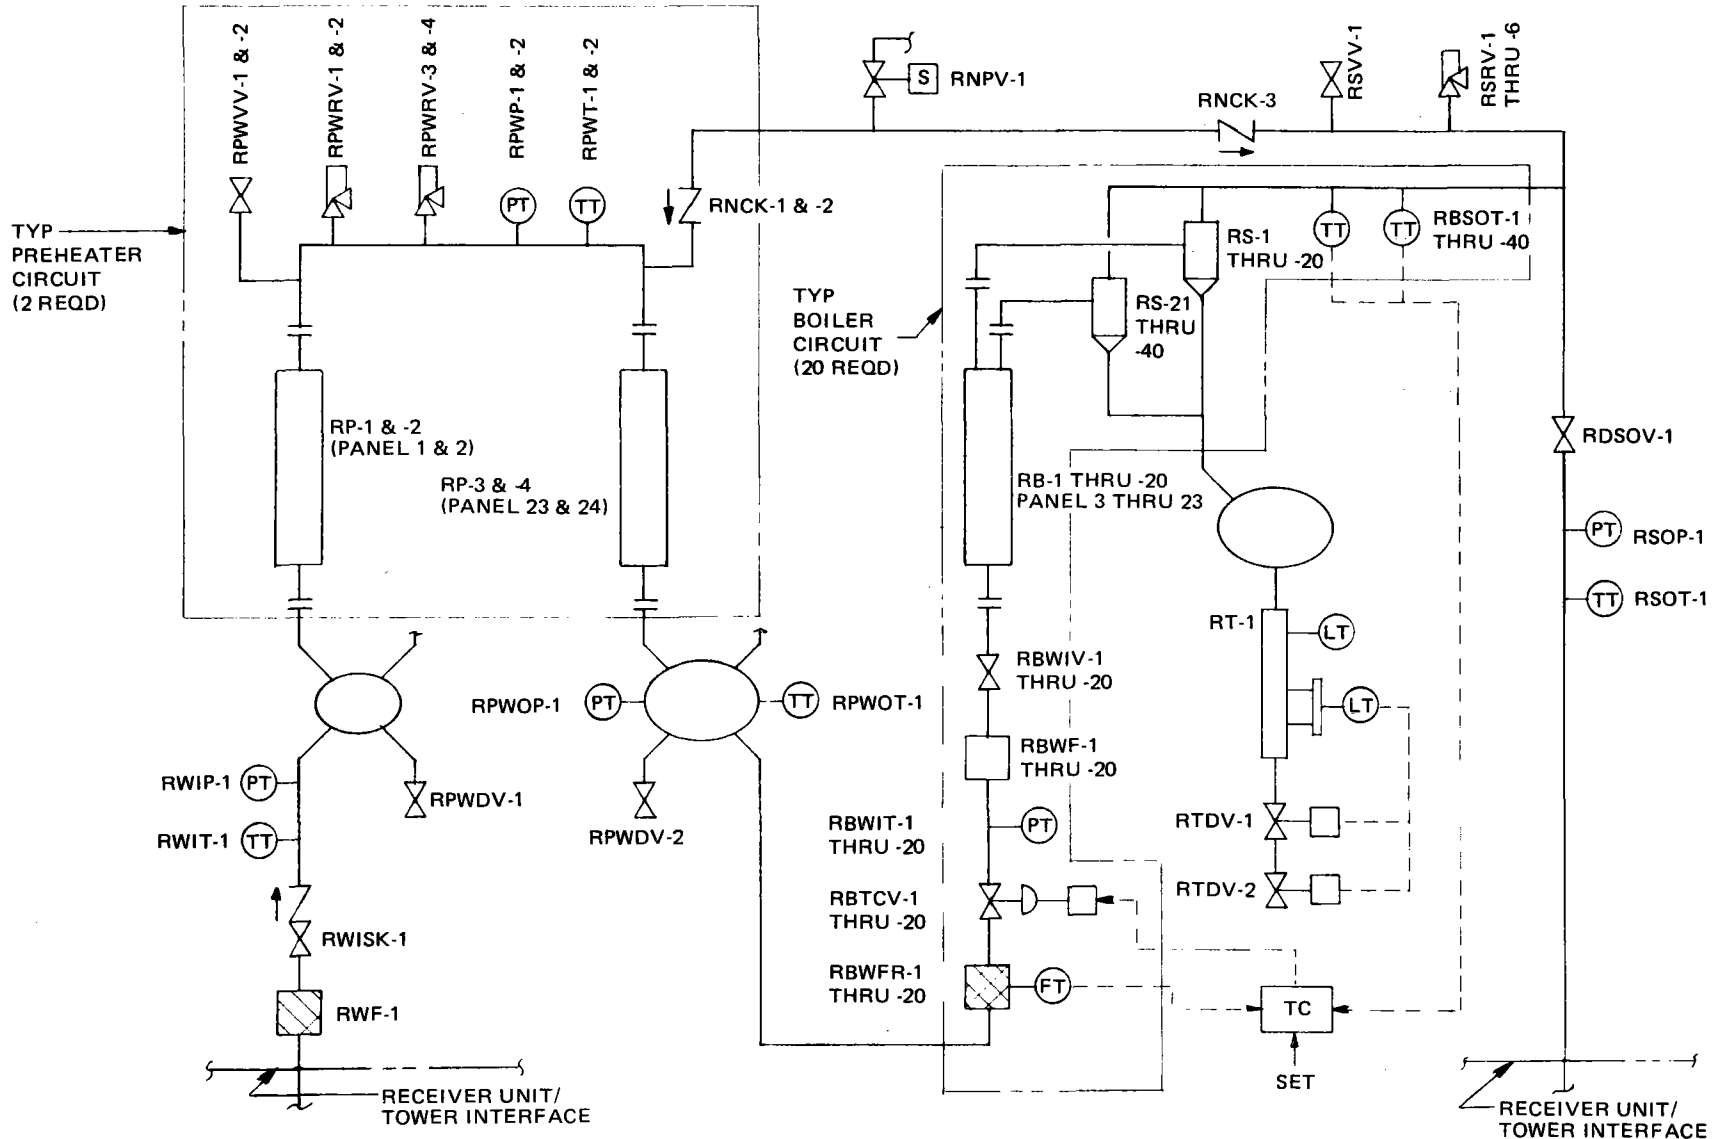 RPWVV-1 & -2
RPWRV-1 & -2
RPWRV-3 & -4
RPWP-1 & -2
RPWT-1 & -2
S
RNPV-1
RNCK-3
RSVV-1
RSRV-1
THRU -6
PT
TT
RNCK-1 & -2
TYP
PREHEATER
CIRCUIT
(2 REQD)
RS-1
THRU -20
TT
TT
RBSOT-1
THRU -40
TYP
BOILER
CIRCUIT
(20 REQD)
RS-21
THRU
-40
RP-1 & -2
(PANEL 1 & 2)
RP-3 & -4
(PANEL 23 & 24)
RB-1 THRU -20
PANEL 3 THRU 23
RDSOV-1
PT
RSOP-1
TT
RSOT-1
RT-1
LT
LT
RBWIV-1
THRU -20
RPWOP-1
PT
TT
RPWOT-1
RBWF-1
THRU -20
RWIP-1
PT
RPWDV-1
RPWDV-2
RWIT-1
TT
RBWIT-1
THRU -20
PT
RTDV-1
RTDV-2
RBTCV-1
THRU -20
RWISK-1
RBWFR-1
THRU -20
FT
TC
SET
RWF-1
RECEIVER UNIT/
TOWER INTERFACE
RECEIVER UNIT/
TOWER INTERFACE